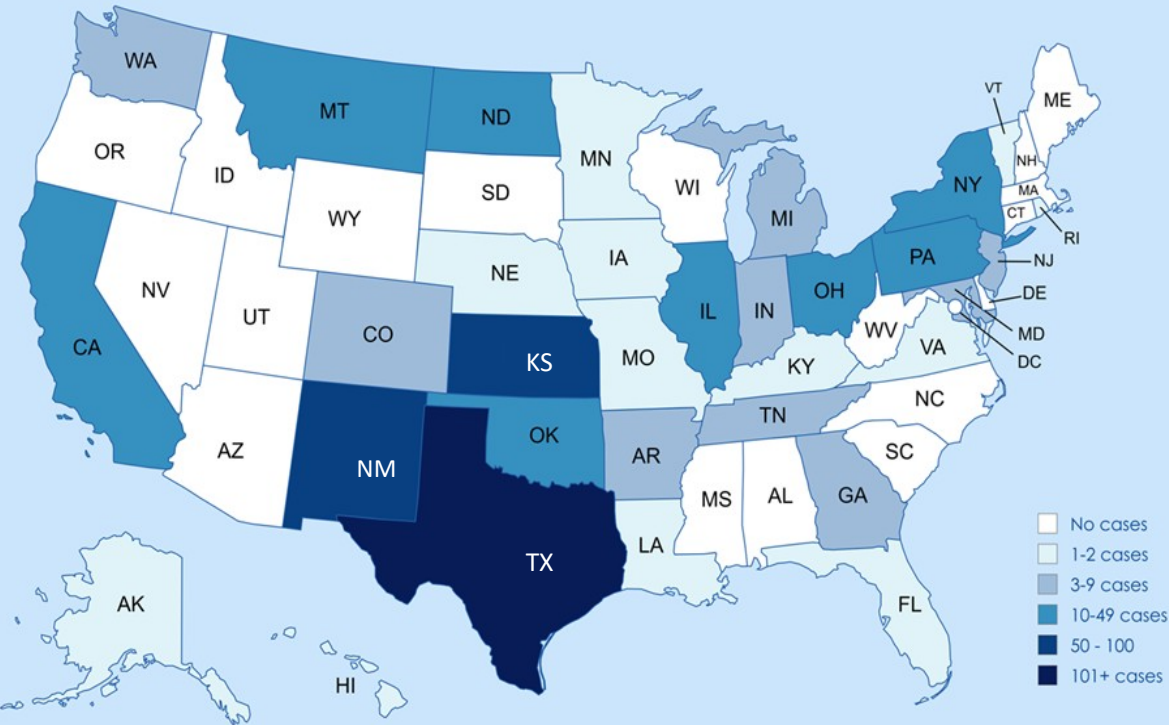 WA
MT
ND
MN
VT
ME
OR
ID
SD
WI
NY
NH
MA
WY
MI
CT
RI
NE
IA
PA
NJ
NV
UT
CO
IL
IN
OH
DE
CA
KS
MO
WV
MD
VA
DC
KY
NC
AZ
NM
OK
AR
TN
SC
MS
AL
GA
TX
LA
AK
FL
HI
No cases
1-2 cases
3-9 cases
10-49 cases
50 - 100
101+ cases